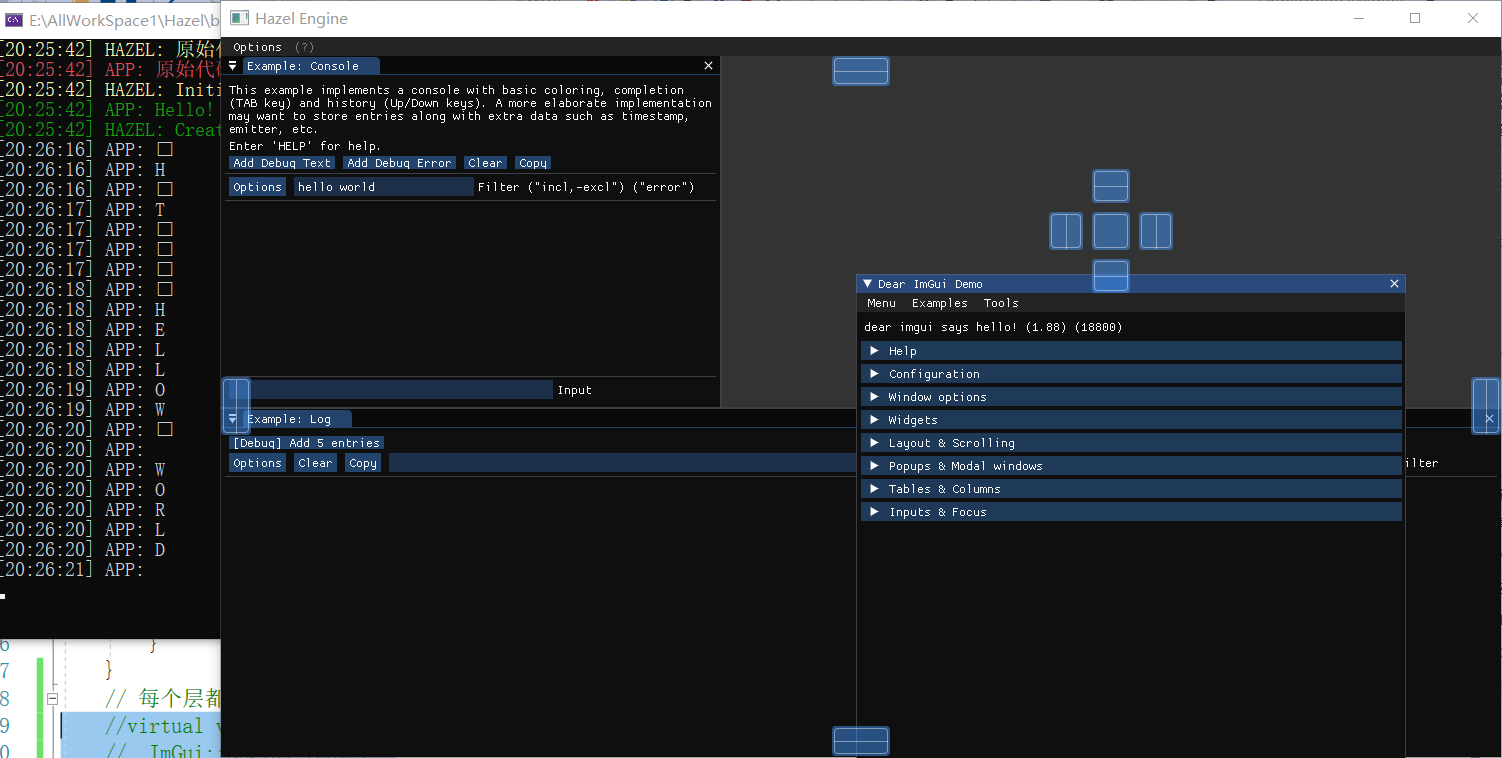 E:\AllWorkSpace1\Hazel\b
[20:25:42] HAZEL: 原始
[20:25:42] APP: 原始代
[20:25:42] HAZEL: Initi
[20:25:42] APP: Hello!
[20:25:42] HAZEL: Creat
[20:26:16] APP: □
[20:26:16] APP: H
[20:26:16] APP: □
[20:26:17] APP: T
[20:26:17] APP: □
[20:26:17] APP: □
[20:26:17] APP: □
[20:26:18] APP: □
[20:26:18] APP: H
[20:26:18] APP: E
[20:26:18] APP: L
[20:26:18] APP: L
[20:26:19] APP: O
[20:26:19] APP: W
[20:26:20] APP: □
[20:26:20] APP:
[20:26:20] APP: W
[20:26:20] APP: O
[20:26:20] APP: R
[20:26:20] APP: L
[20:26:20] APP: D
[20:26:21] APP:
6 }
7 }
8 // 每个层都
9 //virtual v
0 // ImGui:
Hazel Engine
Options (?)
Example: Console
This example implements a console with basic coloring, completion
(TAB key) and history (Up/Down keys). A more elaborate implementation
may want to store entries along with extra data such as timestamp,
emitter, etc.
Enter 'HELP' for help.
Add Debug Text Add Debug Error Clear Copy
Options hello world Filter ("incl,-excl") ("error")
Input
Example: Log
[Debug] Add 5 entries
Options Clear Copy
ilter
Dear ImGui Demo
Menu Examples Tools
dear imgui says hello! (1.88) (18800)
Help
Configuration
Window options
Widgets
Layout & Scrolling
Popups & Modal windows
Tables & Columns
Inputs & Focus